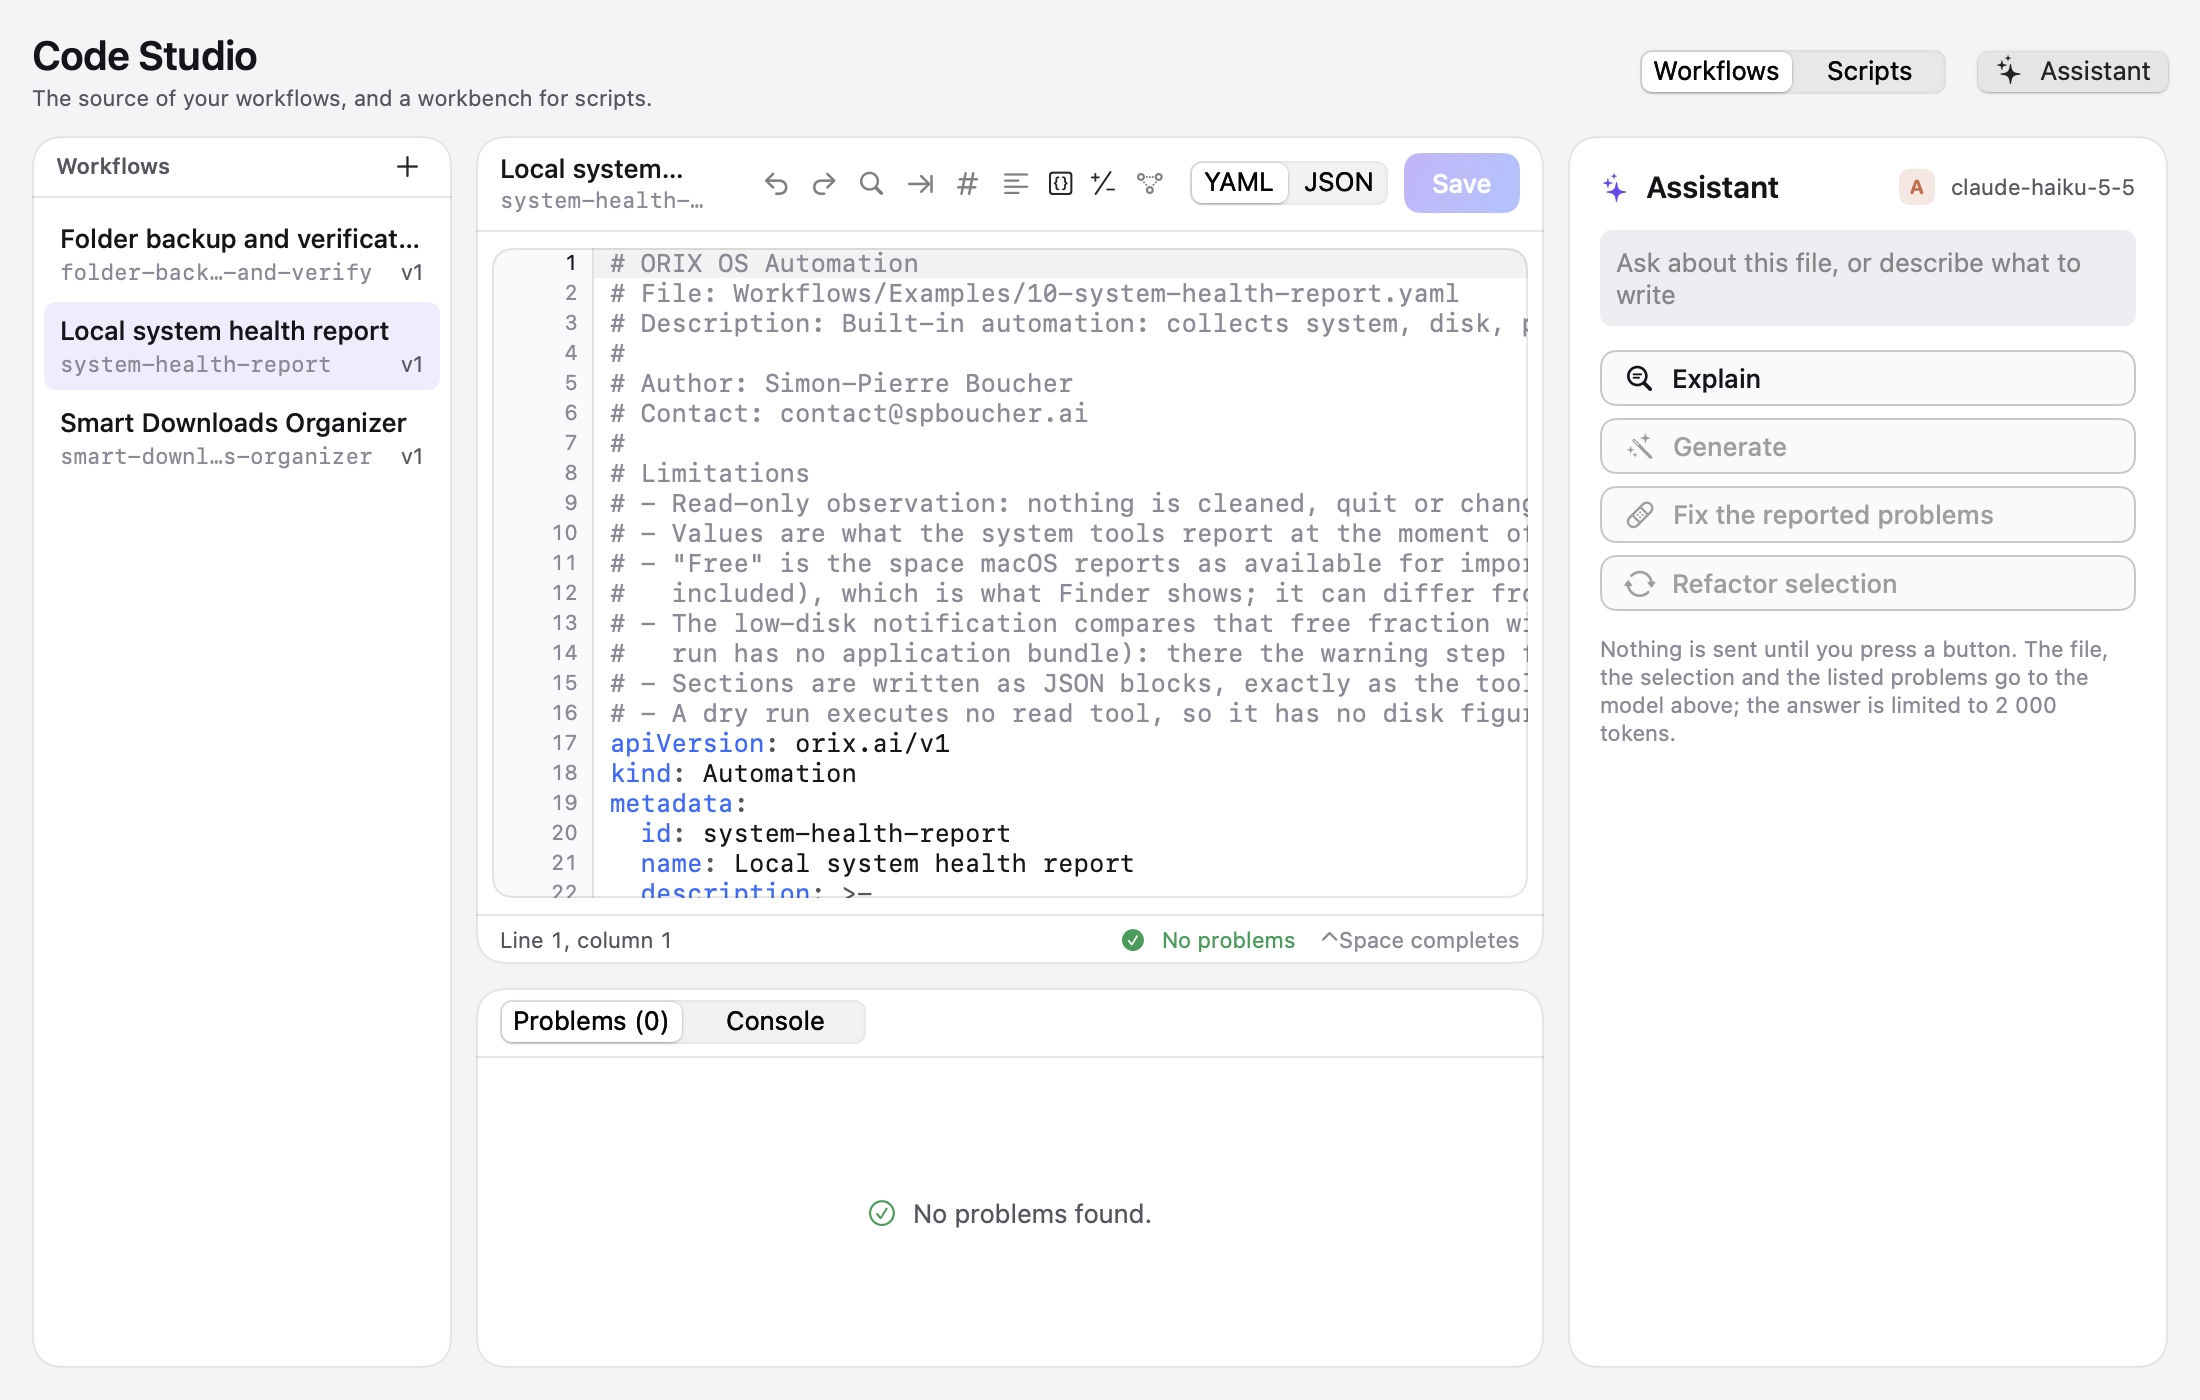 Code Studio
The source of your workflows, and a workbench for scripts.
Workflows
Scripts
Assistant
Workflows
Folder backup and verificat...
folder-back…-and-verify v1
Local system health report
system-health-report v1
Smart Downloads Organizer
smart-downl…s-organizer v1
Local system...
system-health-…
YAML
JSON
Save
1 # ORIX OS Automation
2 # File: Workflows/Examples/10-system-health-report.yaml
3 # Description: Built-in automation: collects system, disk,
4 #
5 # Author: Simon-Pierre Boucher
6 # Contact: contact@spboucher.ai
7 #
8 # Limitations
9 # - Read-only observation: nothing is cleaned, quit or chang
10 # - Values are what the system tools report at the moment of
11 # - "Free" is the space macOS reports as available for impor
12 #   included), which is what Finder shows; it can differ fro
13 # - The low-disk notification compares that free fraction wi
14 #   run has no application bundle): there the warning step
15 # - Sections are written as JSON blocks, exactly as the tool
16 # - A dry run executes no read tool, so it has no disk figur
17 apiVersion: orix.ai/v1
18 kind: Automation
19 metadata:
20   id: system-health-report
21   name: Local system health report
22   description: >-
Line 1, column 1
No problems
^Space completes
Problems (0)
Console
No problems found.
Assistant
A claude-haiku-5-5
Ask about this file, or describe what to
write
Explain
Generate
Fix the reported problems
Refactor selection
Nothing is sent until you press a button. The file,
the selection and the listed problems go to the
model above; the answer is limited to 2 000
tokens.